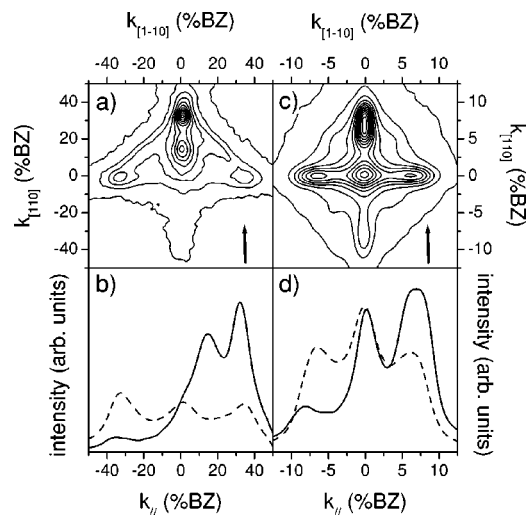 k[1-10] (%BZ) k[1-10] (%BZ)
-40 -20 0 20 40 -10 -5 0 5 10
a) c)
k[110] (%BZ)
40
20
0
-20
-40
k[110] (%BZ)
10
5
0
-5
-10
b) d)
intensity (arb. units)
intensity (arb. units)
-40 -20 0 20 40 -10 -5 0 5 10
k// (%BZ) k// (%BZ)